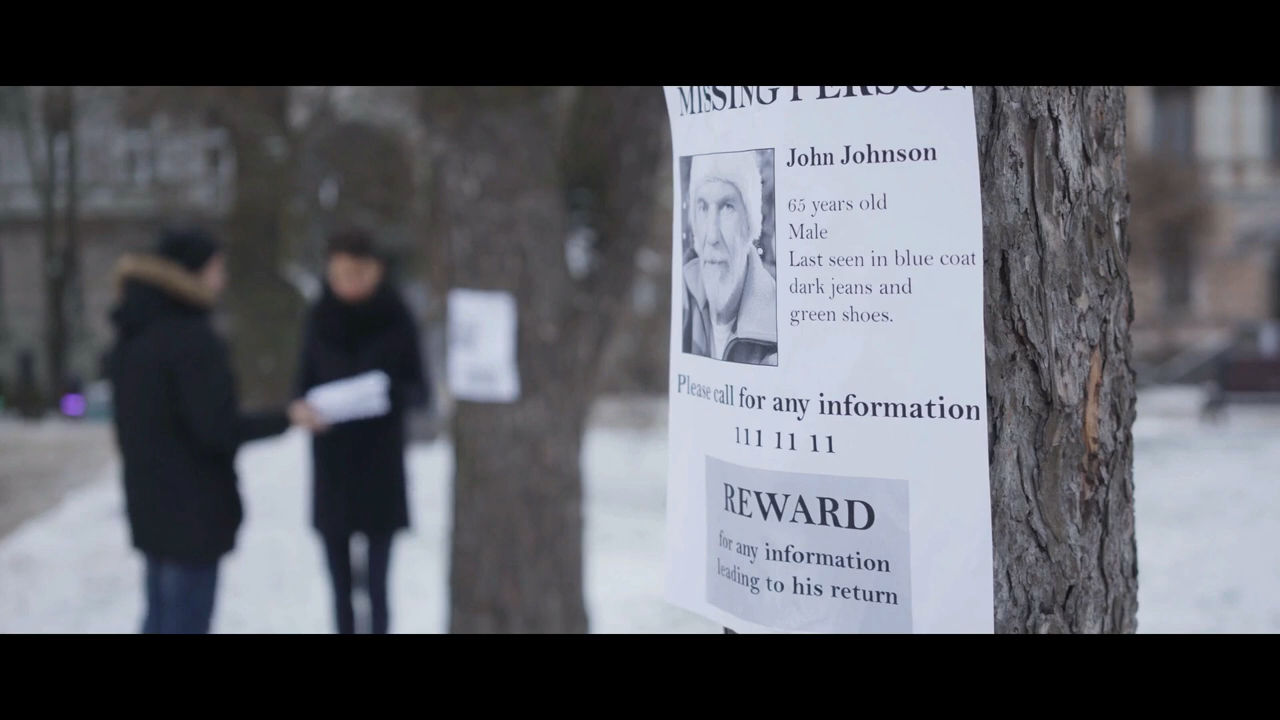 MISSING PERSON
John Johnson
65 years old
Male
Last seen in blue coat
dark jeans and
green shoes.
Please call for any information
111 11 11
REWARD
for any information
leading to his return